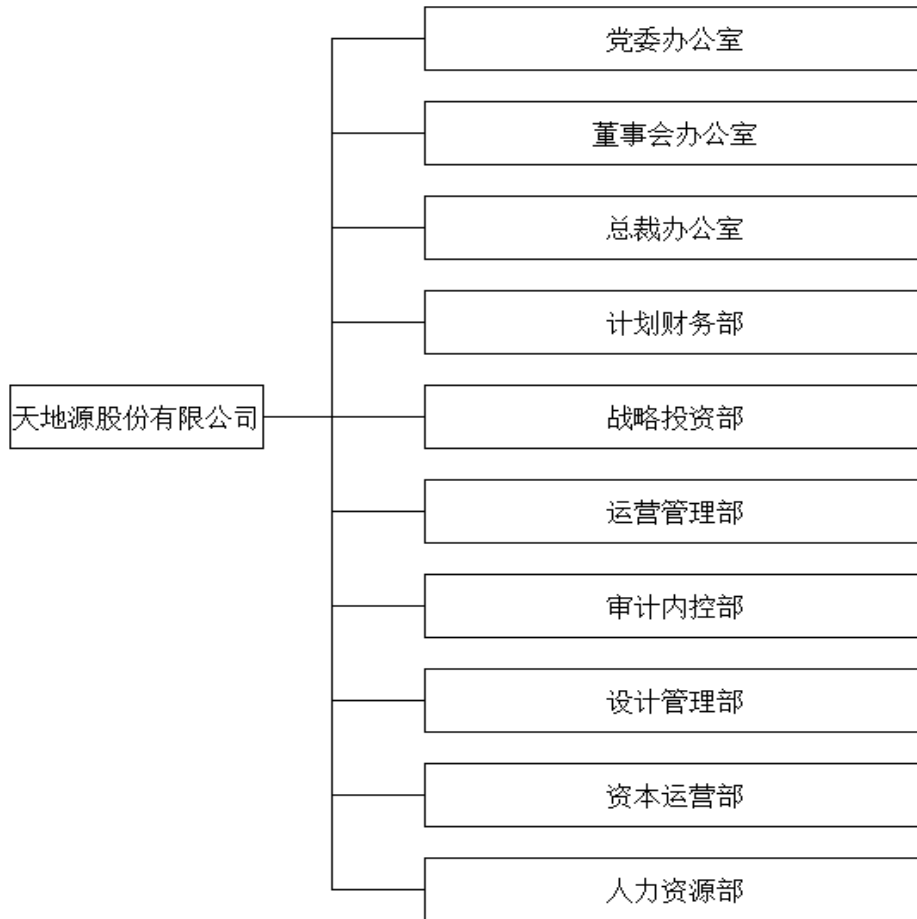 党委办公室
董事会办公室
总裁办公室
计划财务部
天地源股份有限公司
战略投资部
运营管理部
审计内控部
设计管理部
资本运营部
人力资源部